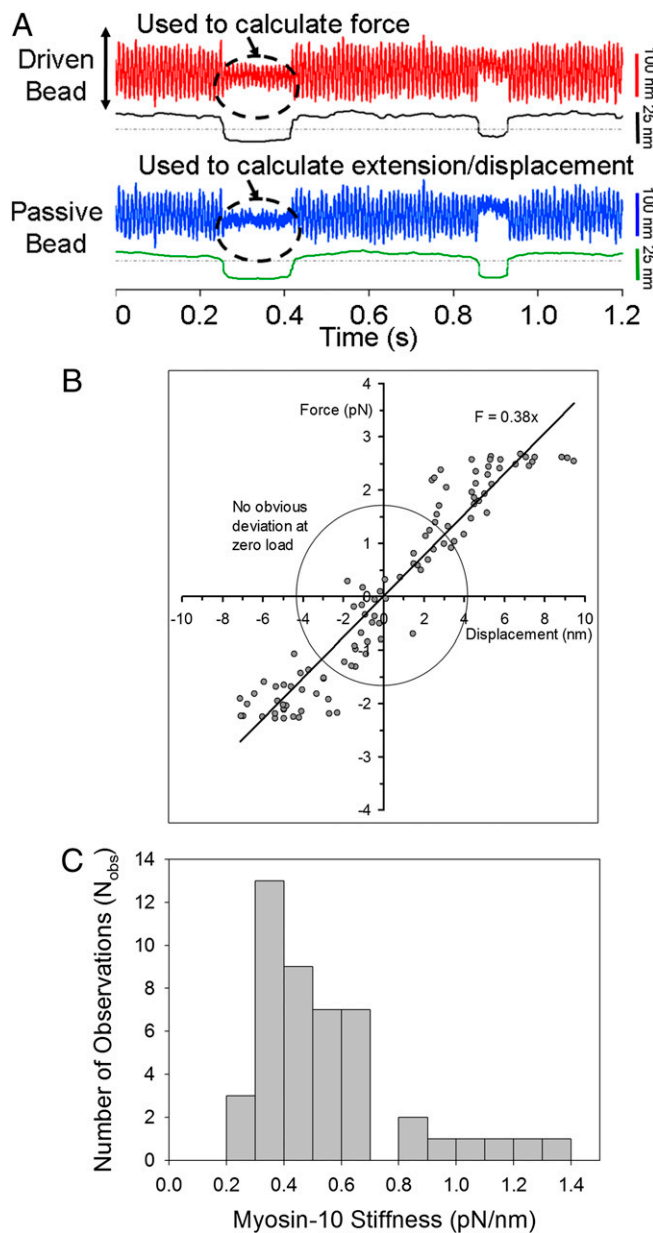 A
Used to calculate force
Driven
Bead
100 nm
25 nm
Used to calculate extension/displacement
Passive
Bead
100 nm
25 nm
0 0.2 0.4 0.6 0.8 1.0 1.2
Time (s)
B
4
Force (pN)
F = 0.38x
3
2
No obvious
deviation at
zero load
1
0
-10 -8 -6 -4 -2 0 2 4 6 8 10
Displacement (nm)
-1
-2
-3
-4
C
14
12
10
8
6
4
2
0
Number of Observations (Nobs)
0.0 0.2 0.4 0.6 0.8 1.0 1.2 1.4
Myosin-10 Stiffness (pN/nm)